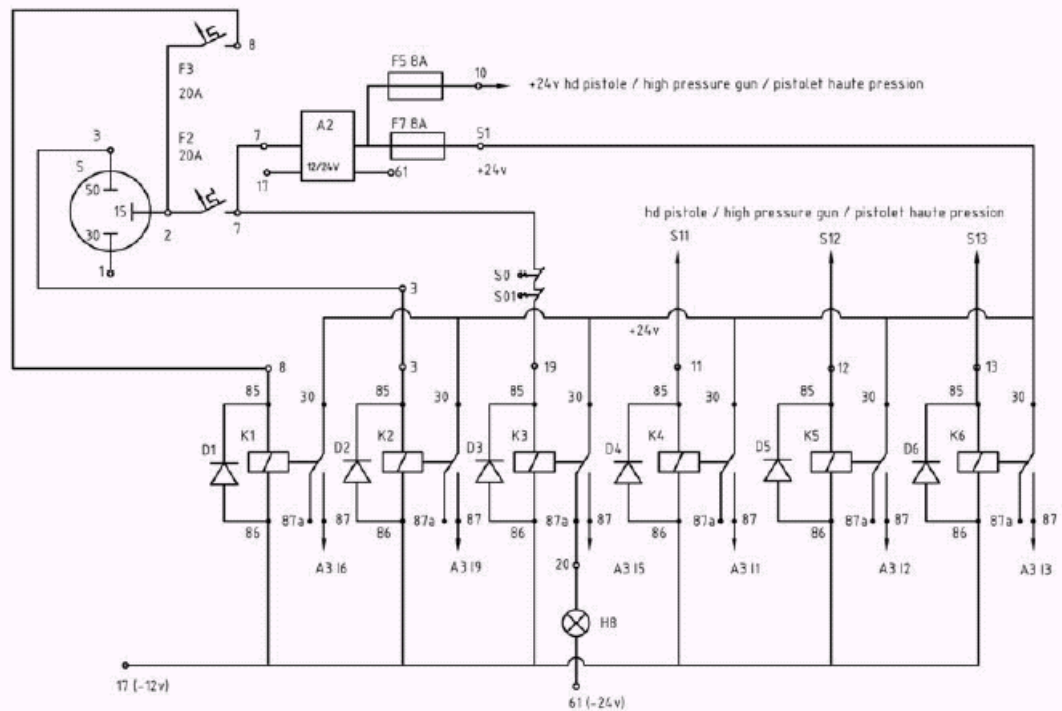 8
F3
20A
F5 8A
10
+24v hd pistole / high pressure gun / pistolet haute pression
A2
F7 8A
F2
20A
7
51
3
12/24V
61
+24v
S
17
50
15
hd pistole / high pressure gun / pistolet haute pression
30
2
7
S11
S12
S13
1
S0
3
S01
+24v
8
3
19
11
12
13
85
30
85
30
85
30
85
30
85
30
85
30
D1
K1
D2
K2
D3
K3
D4
K4
D5
K5
D6
K6
86
87a
87
86
87a
87
86
87a
87
86
87a
87
86
87a
87
86
87a
87
A3 I6
A3 I9
20
A3 I5
A3 I1
A3 I2
A3 I3
H8
17 (-12v)
61 (-24v)